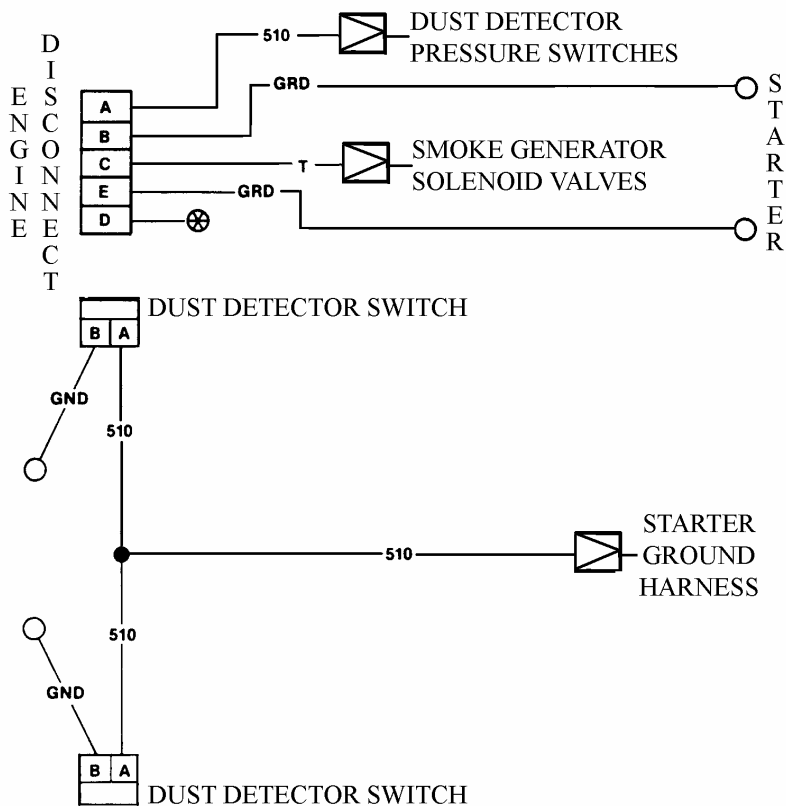 ENGINE
DISCONNECT
A
B
C
E
D
510
DUST DETECTOR
PRESSURE SWITCHES
GRD
T
SMOKE GENERATOR
SOLENOID VALVES
GRD
STARTER
DUST DETECTOR SWITCH
B A
GND
510
510
STARTER
GROUND
HARNESS
510
GND
B A
DUST DETECTOR SWITCH